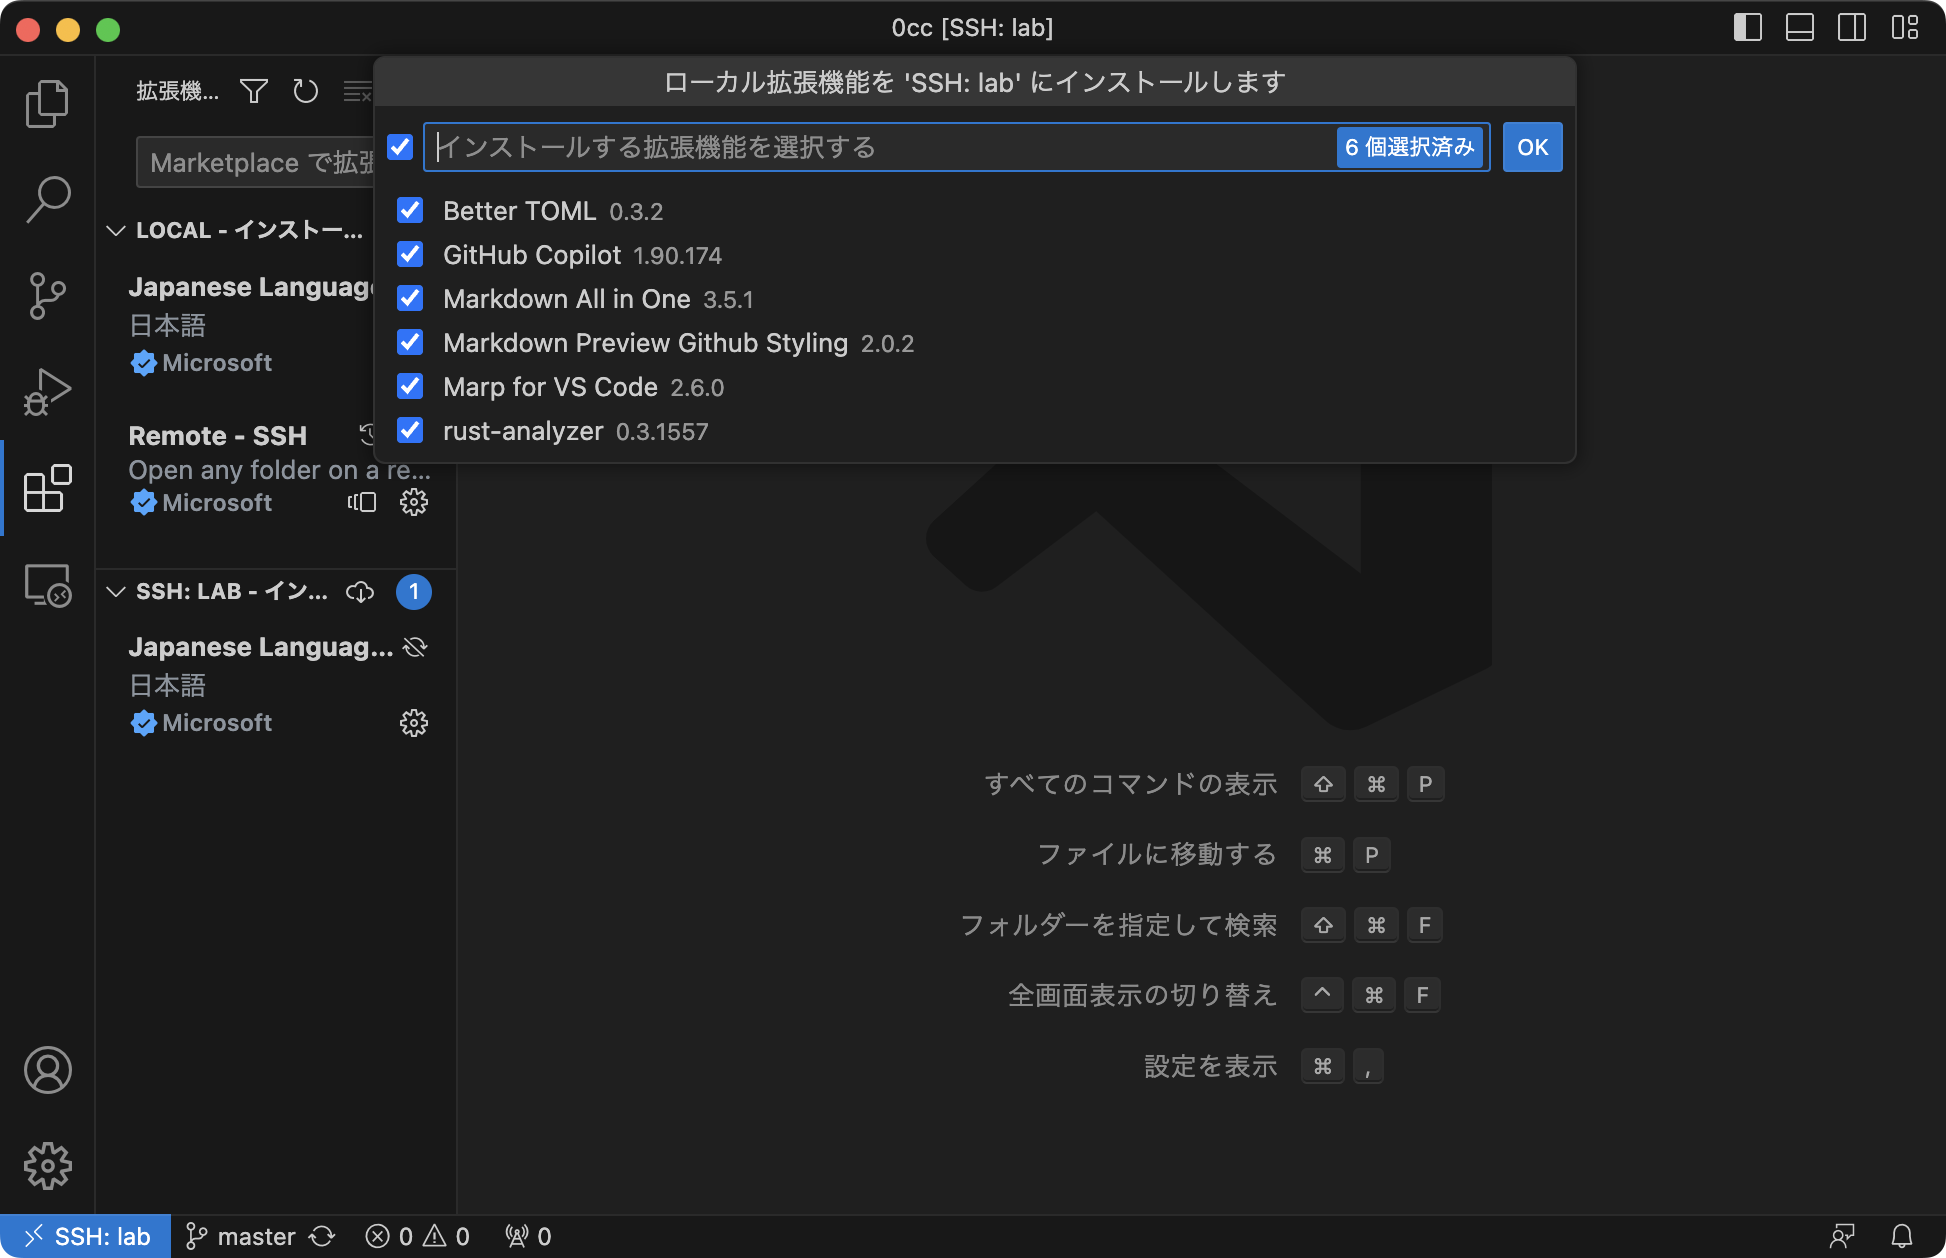 0cc [SSH: lab]
拡張機...
Marketplace で拡張
LOCAL - インストー...
Japanese Language
日本語
Microsoft
Remote - SSH
Open any folder on a re...
Microsoft
SSH: LAB - イン...
1
Japanese Languag...
日本語
Microsoft
ローカル拡張機能を 'SSH: lab' にインストールします
インストールする拡張機能を選択する
6 個選択済み
OK
Better TOML 0.3.2
GitHub Copilot 1.90.174
Markdown All in One 3.5.1
Markdown Preview Github Styling 2.0.2
Marp for VS Code 2.6.0
rust-analyzer 0.3.1557
すべてのコマンドの表示 ⇧ ⌘ P
ファイルに移動する ⌘ P
フォルダーを指定して検索 ⇧ ⌘ F
全画面表示の切り替え ^ ⌘ F
設定を表示 ⌘ ,
SSH: lab master 0 0 0